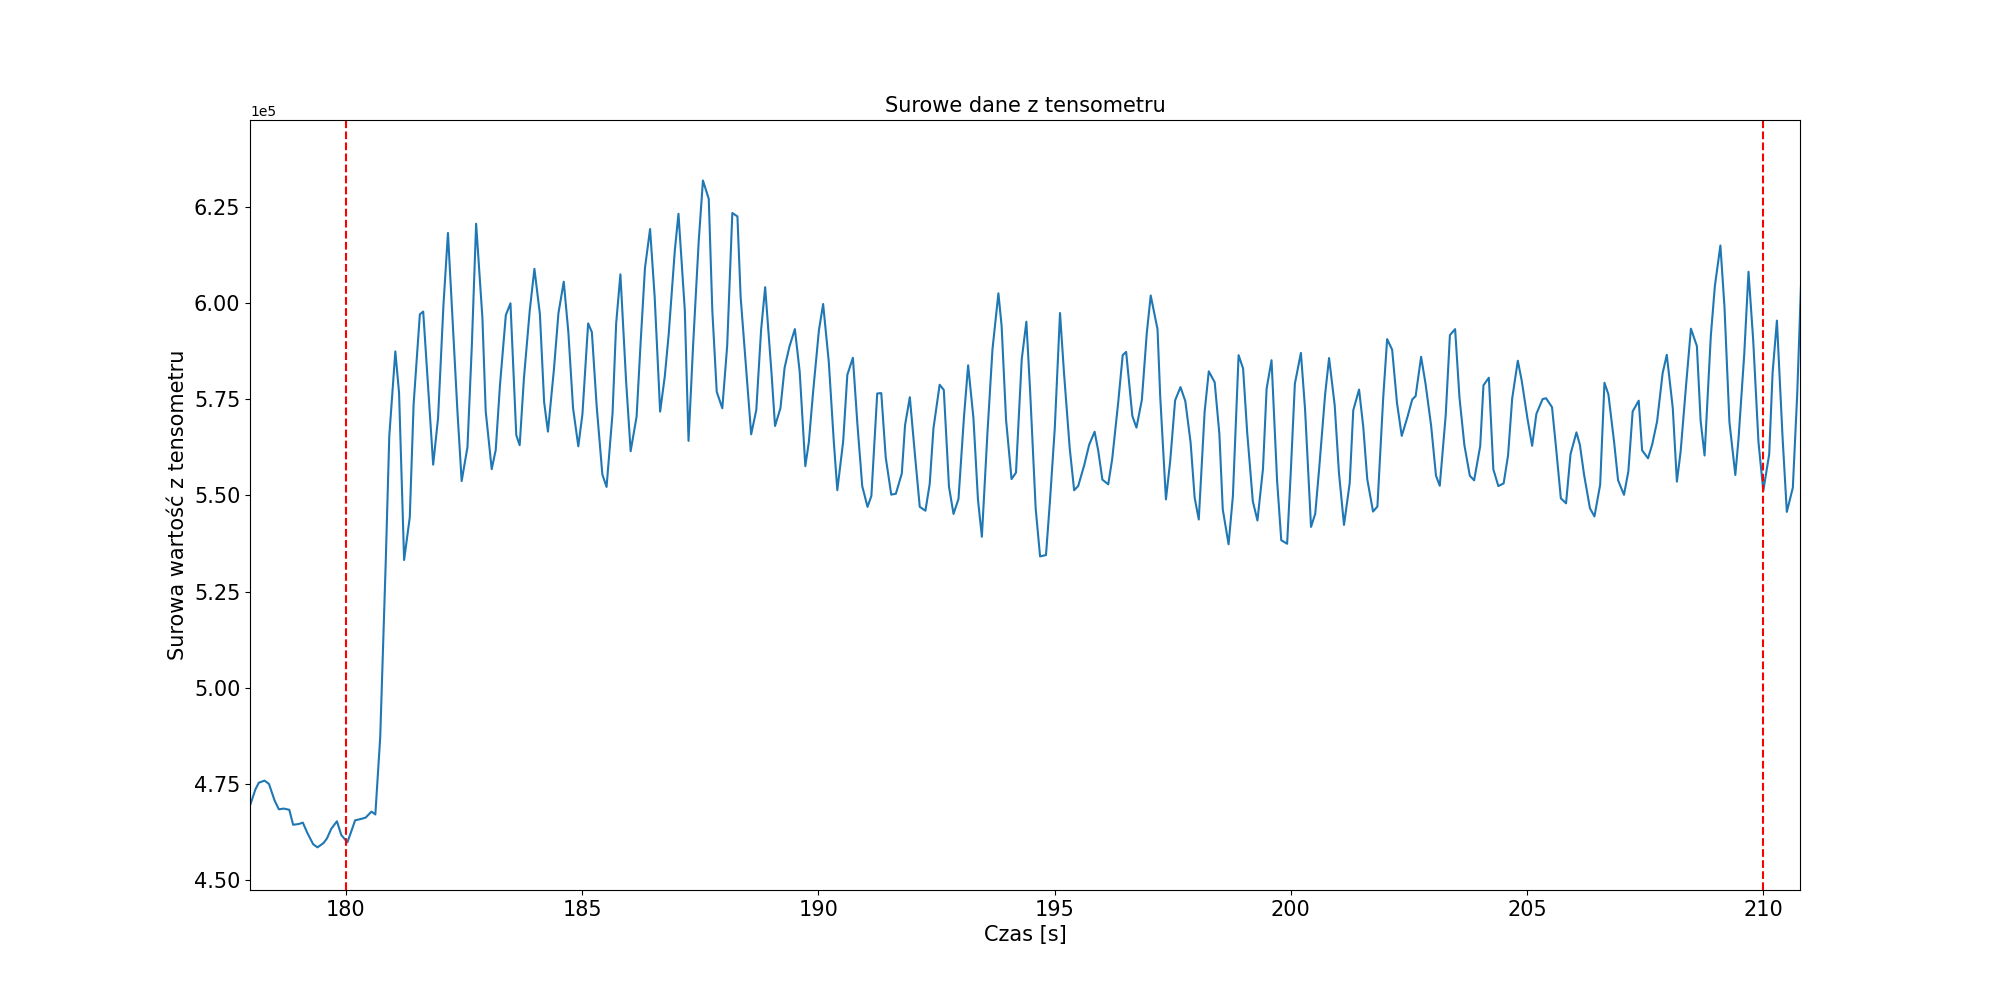 Surowe dane z tensometru
1e5
6.25
6.00
5.75
5.50
5.25
5.00
4.75
4.50
Surowa wartość z tensometru
180 185 190 195 200 205 210
Czas [s]